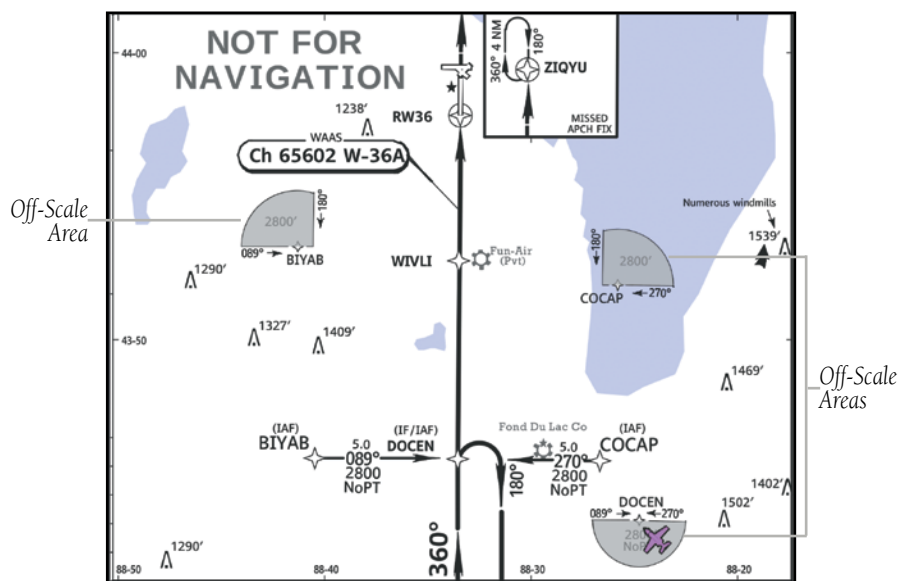 NOT FOR
NAVIGATION
44-00
1238'
RW36
360° 4 NM
180°
ZIQYU
MISSED
APCH FIX
WAAS
Ch 65602 W-36A
Off-Scale
Area
2800'
180°
089°
BIYAB
WIVLI
Fun-Air
(Pvt)
180°
2800'
COCAP
270°
Numerous windmills
1539'
1290'
1327'
1409'
43-50
1469'
Off-Scale
Areas
(IAF)
BIYAB
5.0
089°
2800
NoPT
(IF/IAF)
DOCEN
Fond Du Lac Co
180°
5.0
270°
2800
NoPT
(IAF)
COCAP
1402'
1502'
DOCEN
089°
270°
1290'
360°
88-50
88-40
88-30
88-20